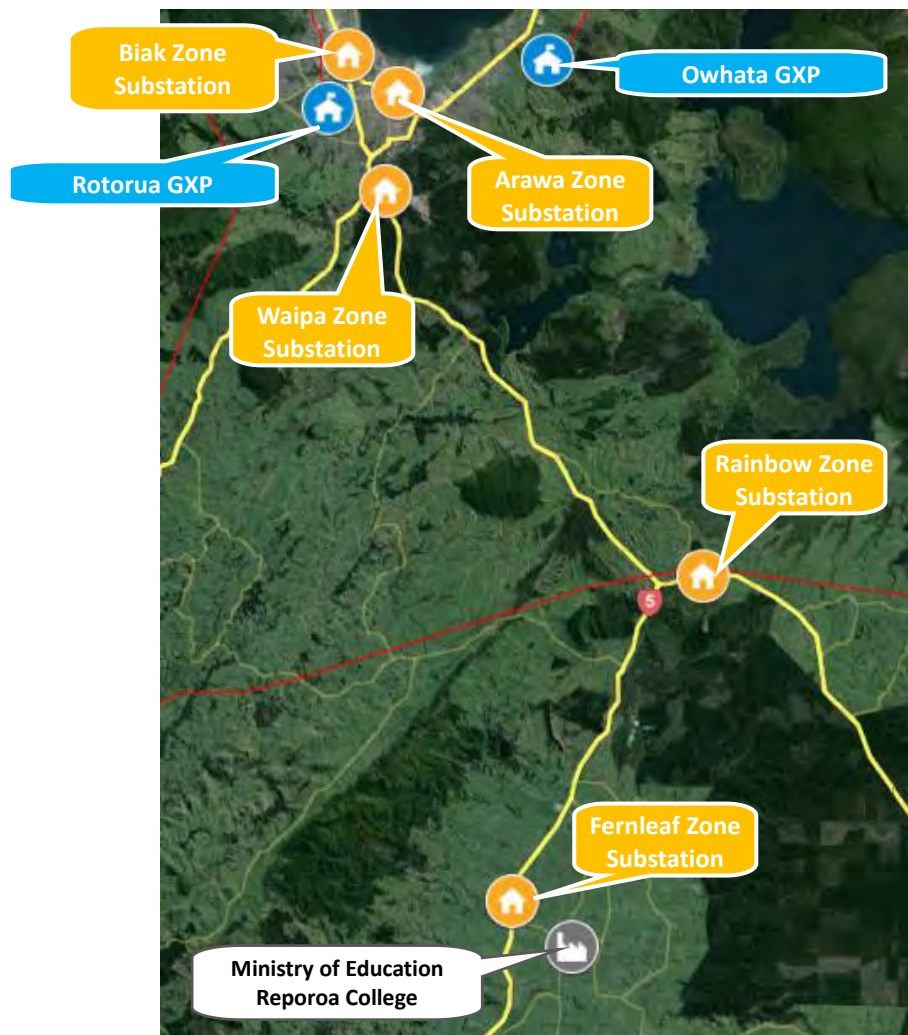 Biak Zone
Substation
Owhata GXP
Rotorua GXP
Arawa Zone
Substation
Waipa Zone
Substation
Rainbow Zone
Substation
5
Fernleaf Zone
Substation
Ministry of Education
Reporoa College